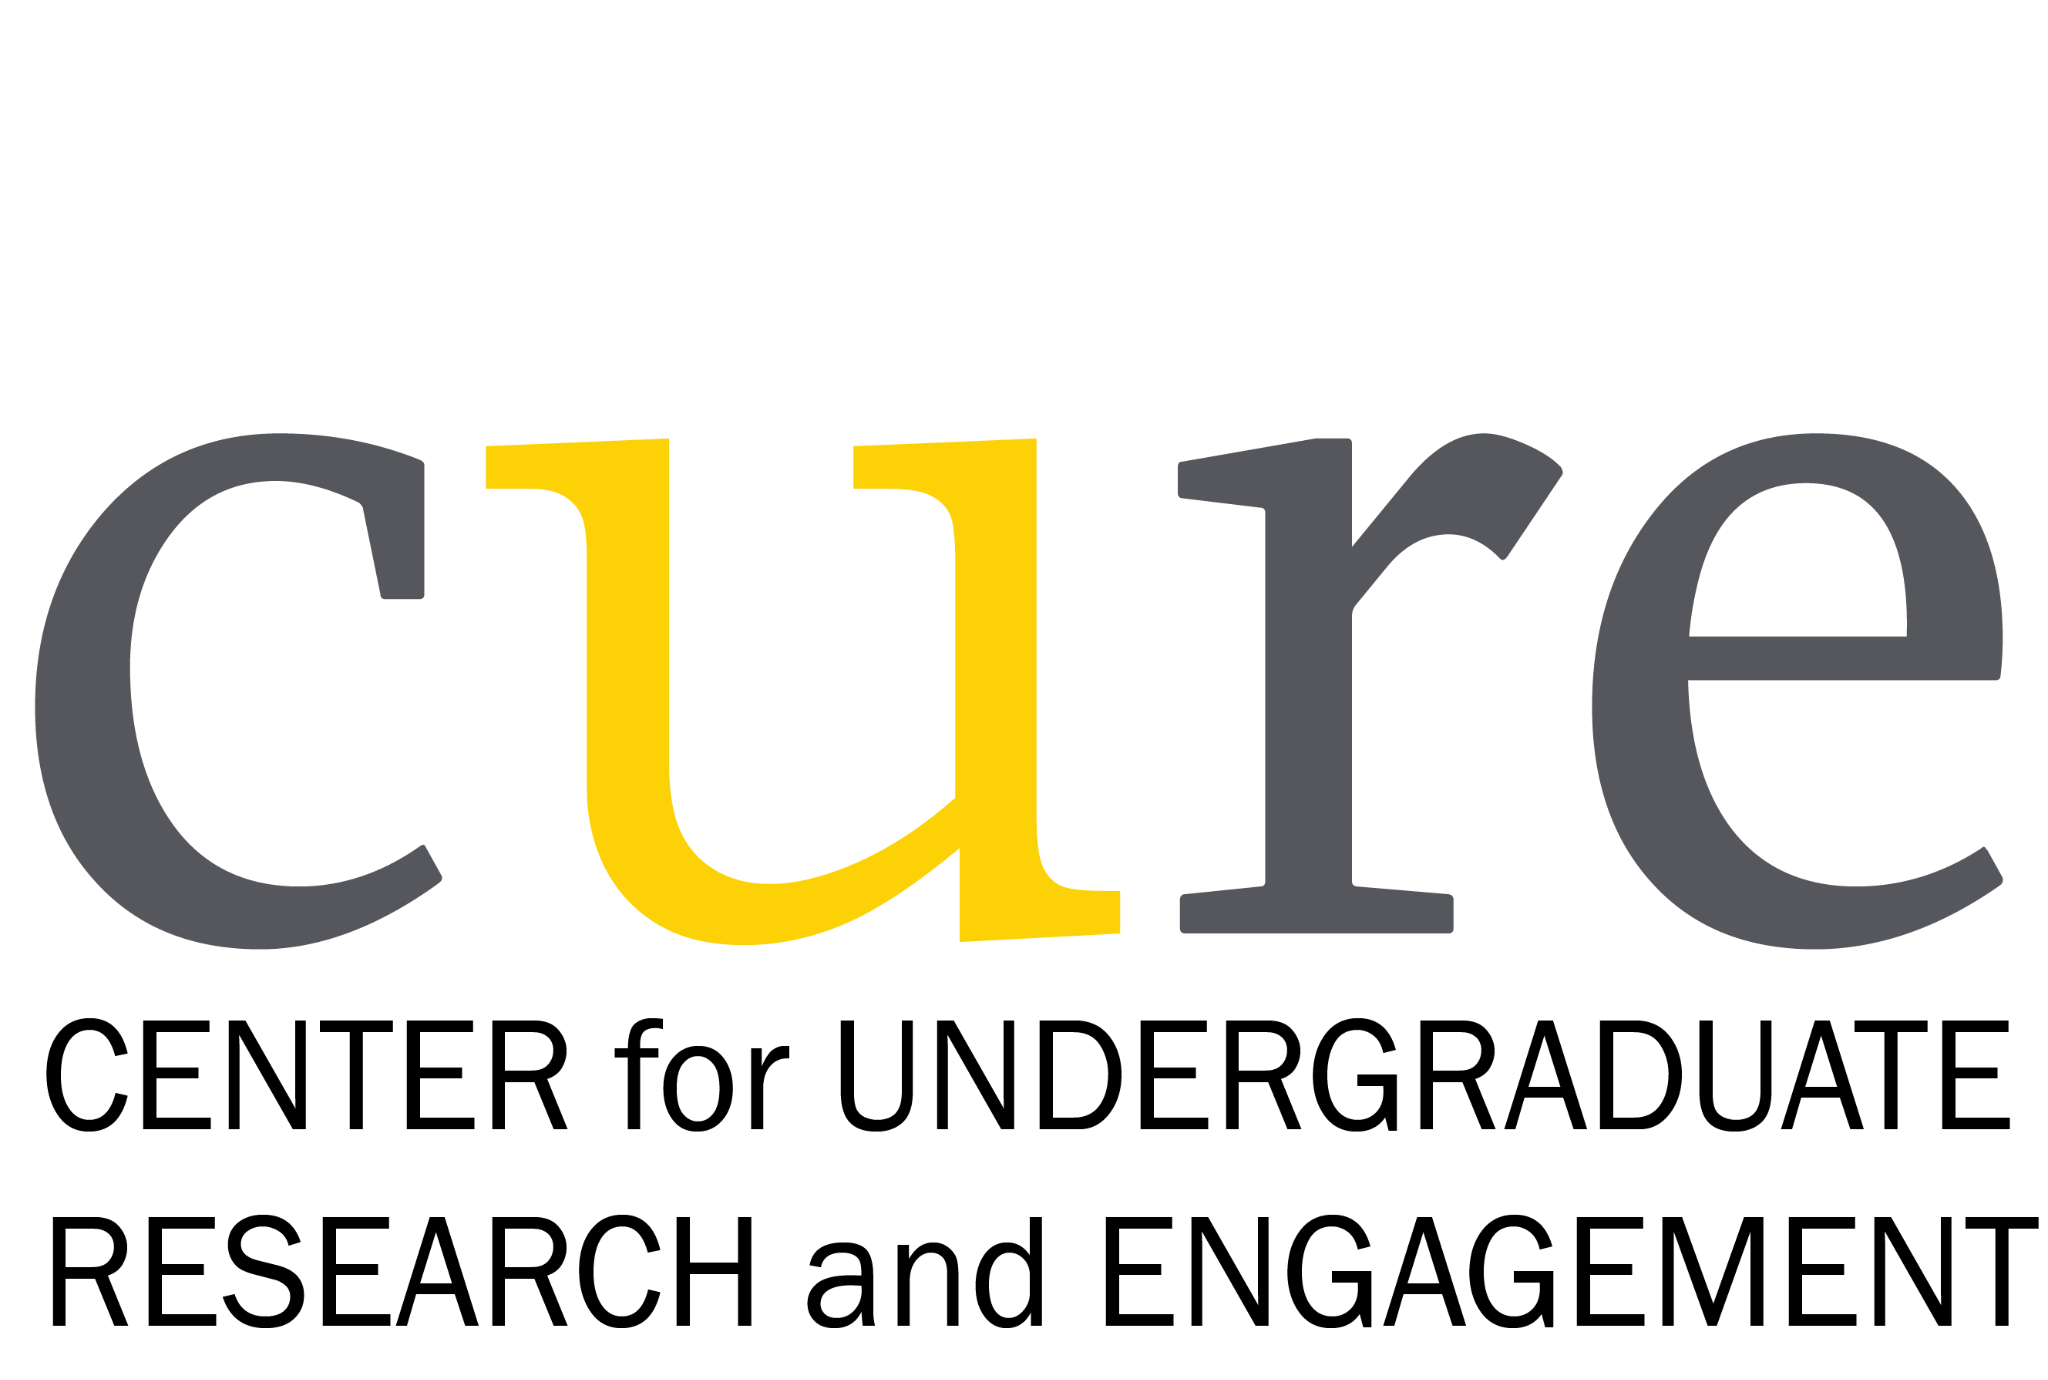 cure
CENTER for UNDERGRADUATE
RESEARCH and ENGAGEMENT